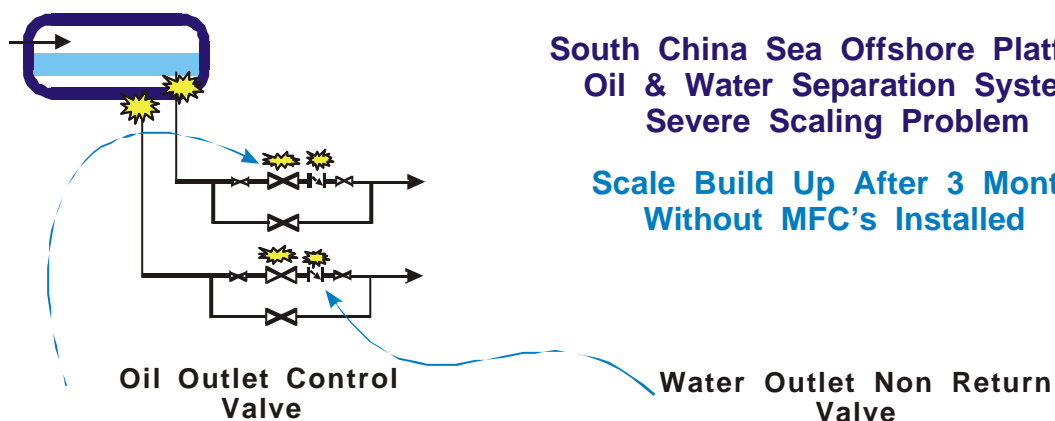 South China Sea Offshore Platf
Oil & Water Separation Syste
Severe Scaling Problem
Scale Build Up After 3 Mont
Without MFC's Installed
Oil Outlet Control
Valve
Water Outlet Non Return
Valve